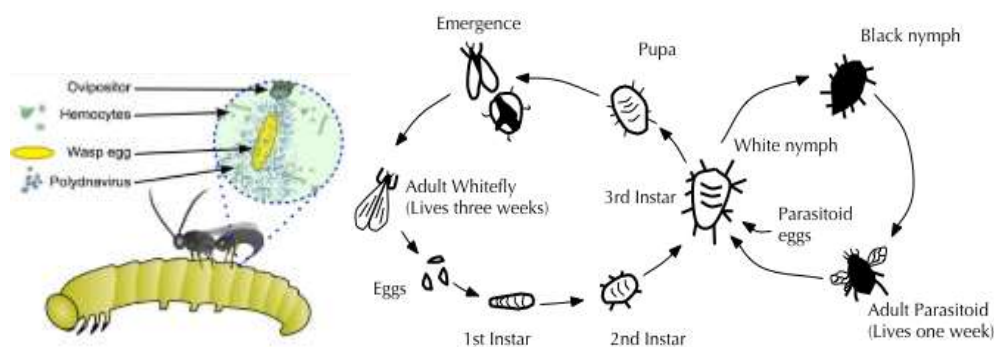 Ovipositor
Hemocytes
Wasp egg
Polydnavirus
Emergence
Pupa
Black nymph
White nymph
3rd Instar
Parasitoid
eggs
Adult Whitefly
(Lives three weeks)
Eggs
1st Instar
2nd Instar
Adult Parasitoid
(Lives one week)